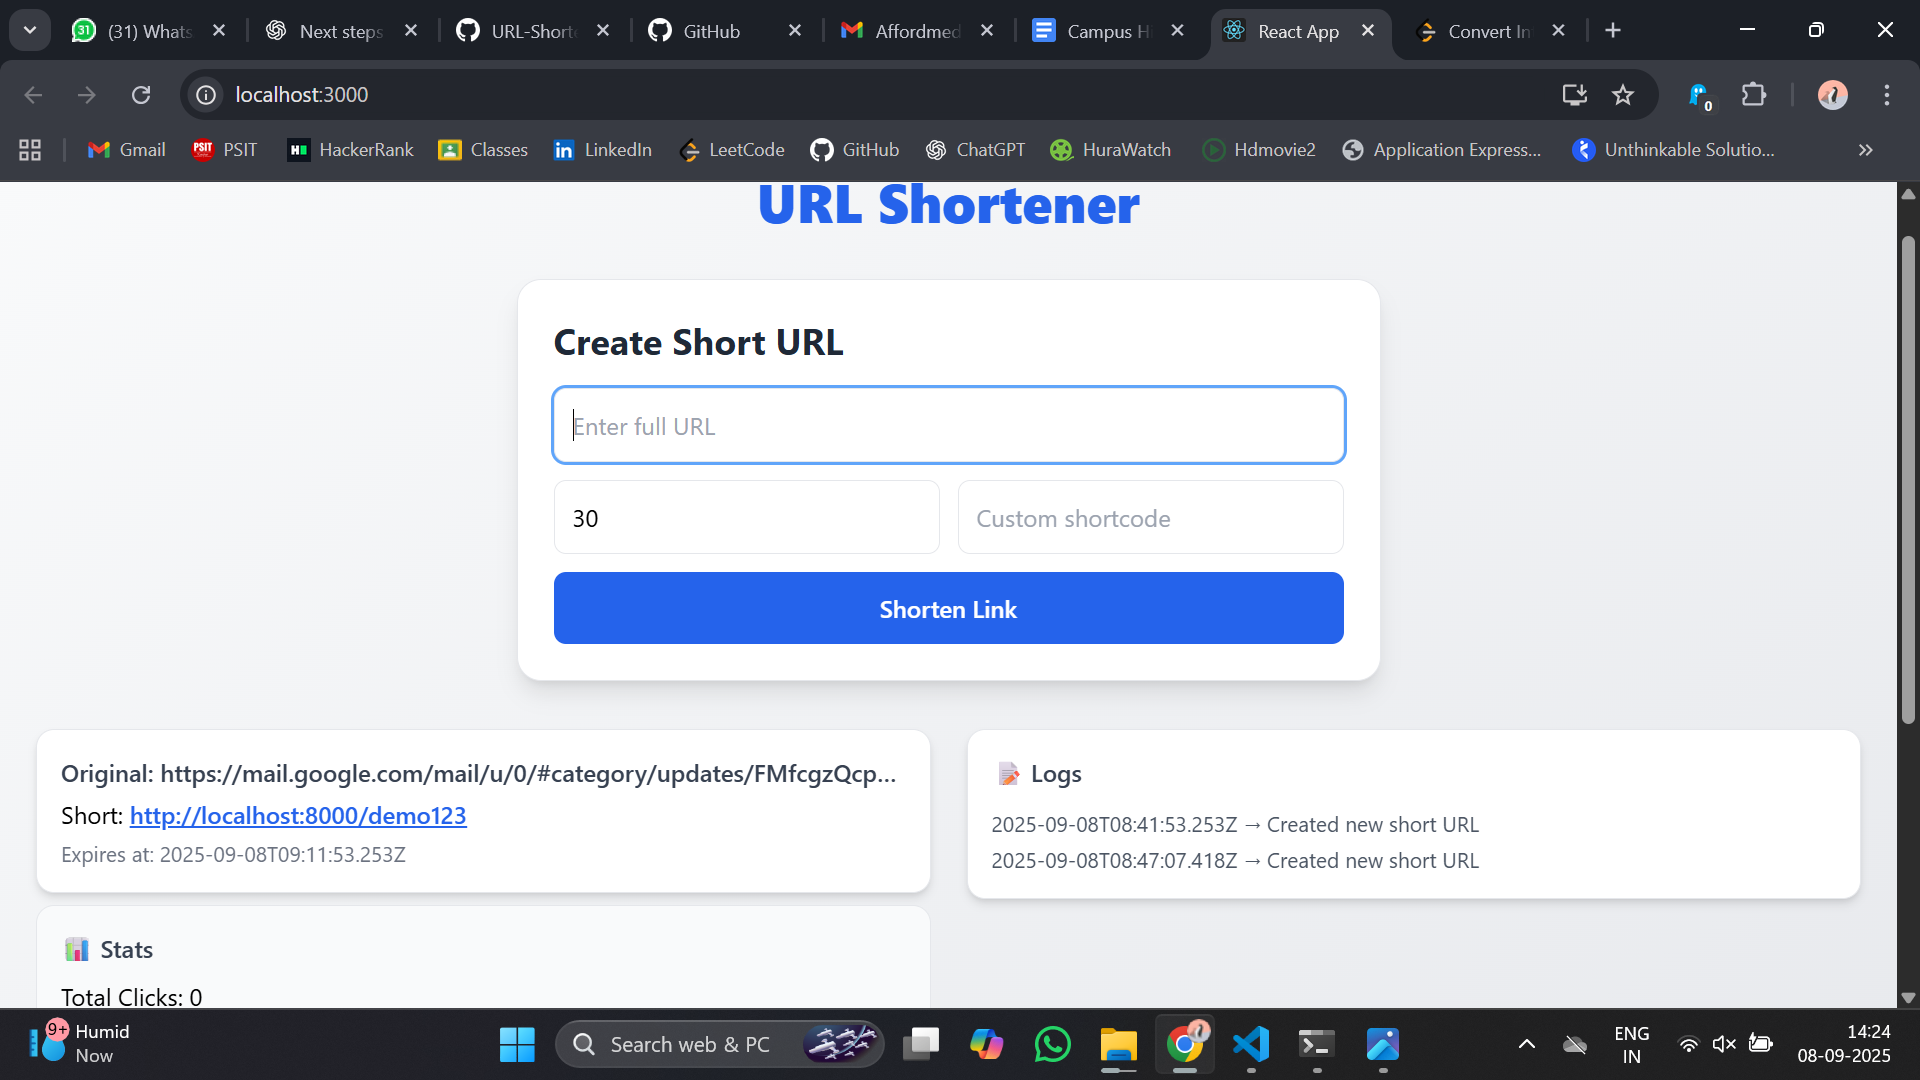 (31) Whats
Next steps
URL-Shorte
GitHub
Affordmed
Campus Hi
React App
Convert In
localhost:3000
0
Gmail
PSIT
HackerRank
Classes
LinkedIn
LeetCode
GitHub
ChatGPT
HuraWatch
Hdmovie2
Application Express...
Unthinkable Solutio...
URL Shortener
Create Short URL
Enter full URL
30
Custom shortcode
Shorten Link
Original: https://mail.google.com/mail/u/0/#category/updates/FMfcgzQcp...
Short: http://localhost:8000/demo123
Expires at: 2025-09-08T09:11:53.253Z
Logs
2025-09-08T08:41:53.253Z → Created new short URL
2025-09-08T08:47:07.418Z → Created new short URL
Stats
Total Clicks: 0
9+
Humid
Now
Search web & PC
ENG
IN
14:24
08-09-2025